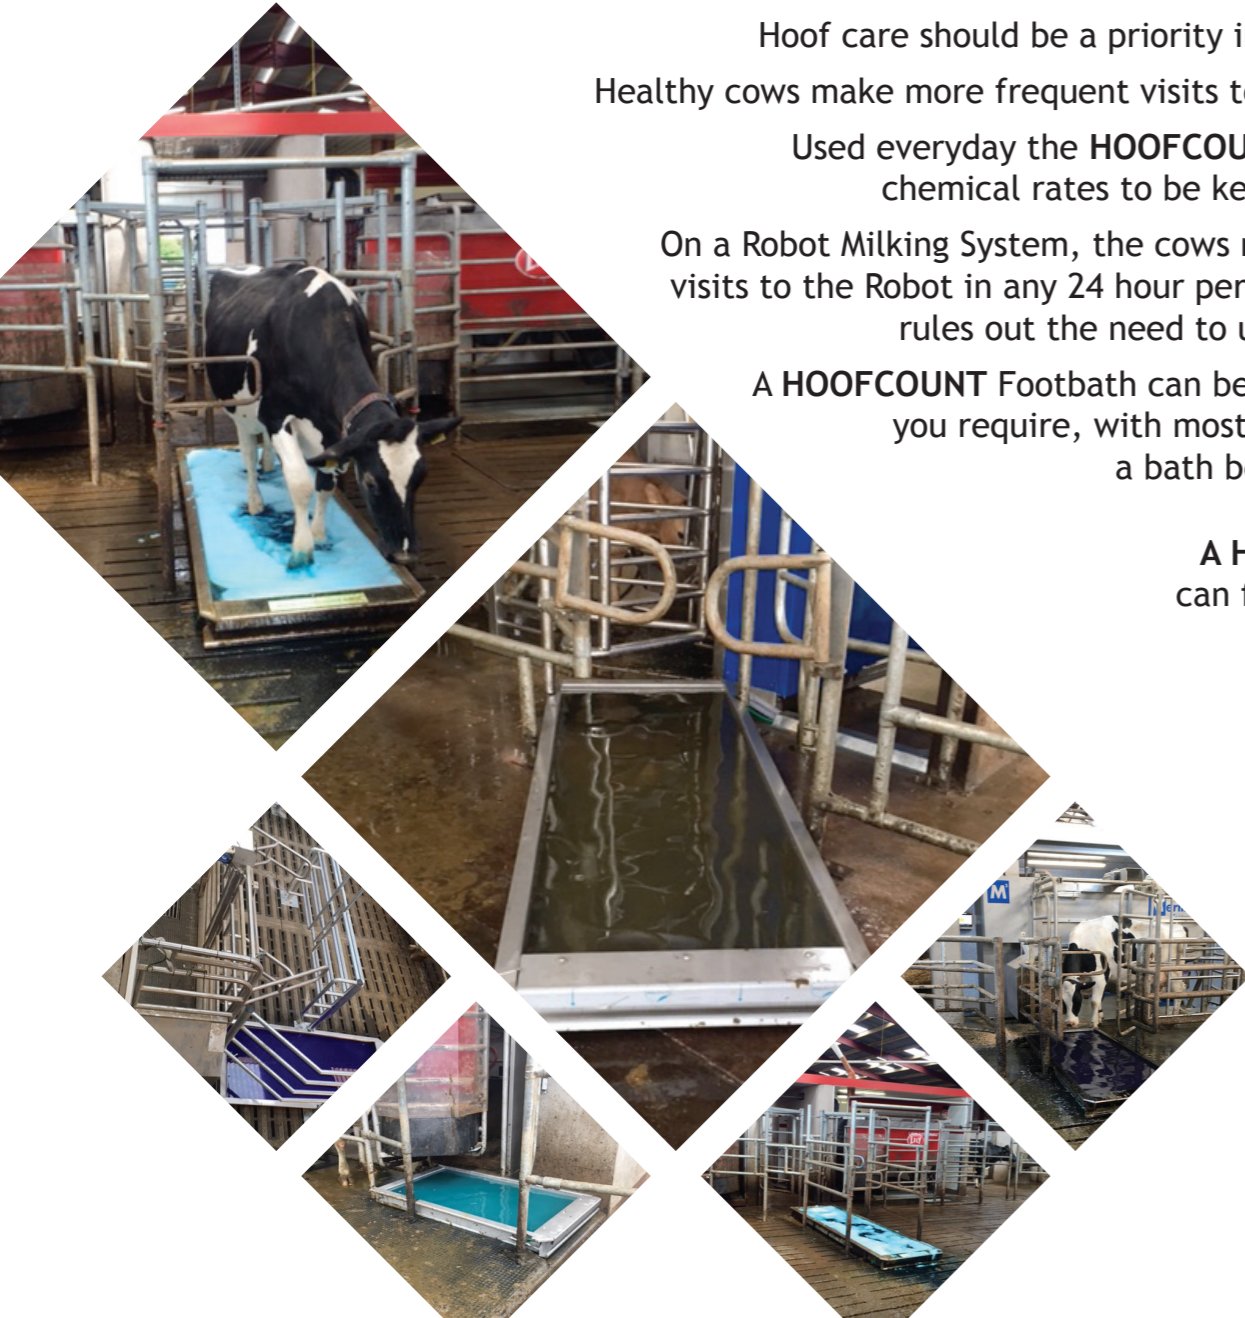 Hoof care should be a priority i
Healthy cows make more frequent visits t
Used everyday the HOOFCOU
chemical rates to be ke
On a Robot Milking System, the cows
visits to the Robot in any 24 hour per
rules out the need to
A HOOFCOUNT Footbath can be
you require, with most
a bath b
A H
can
M